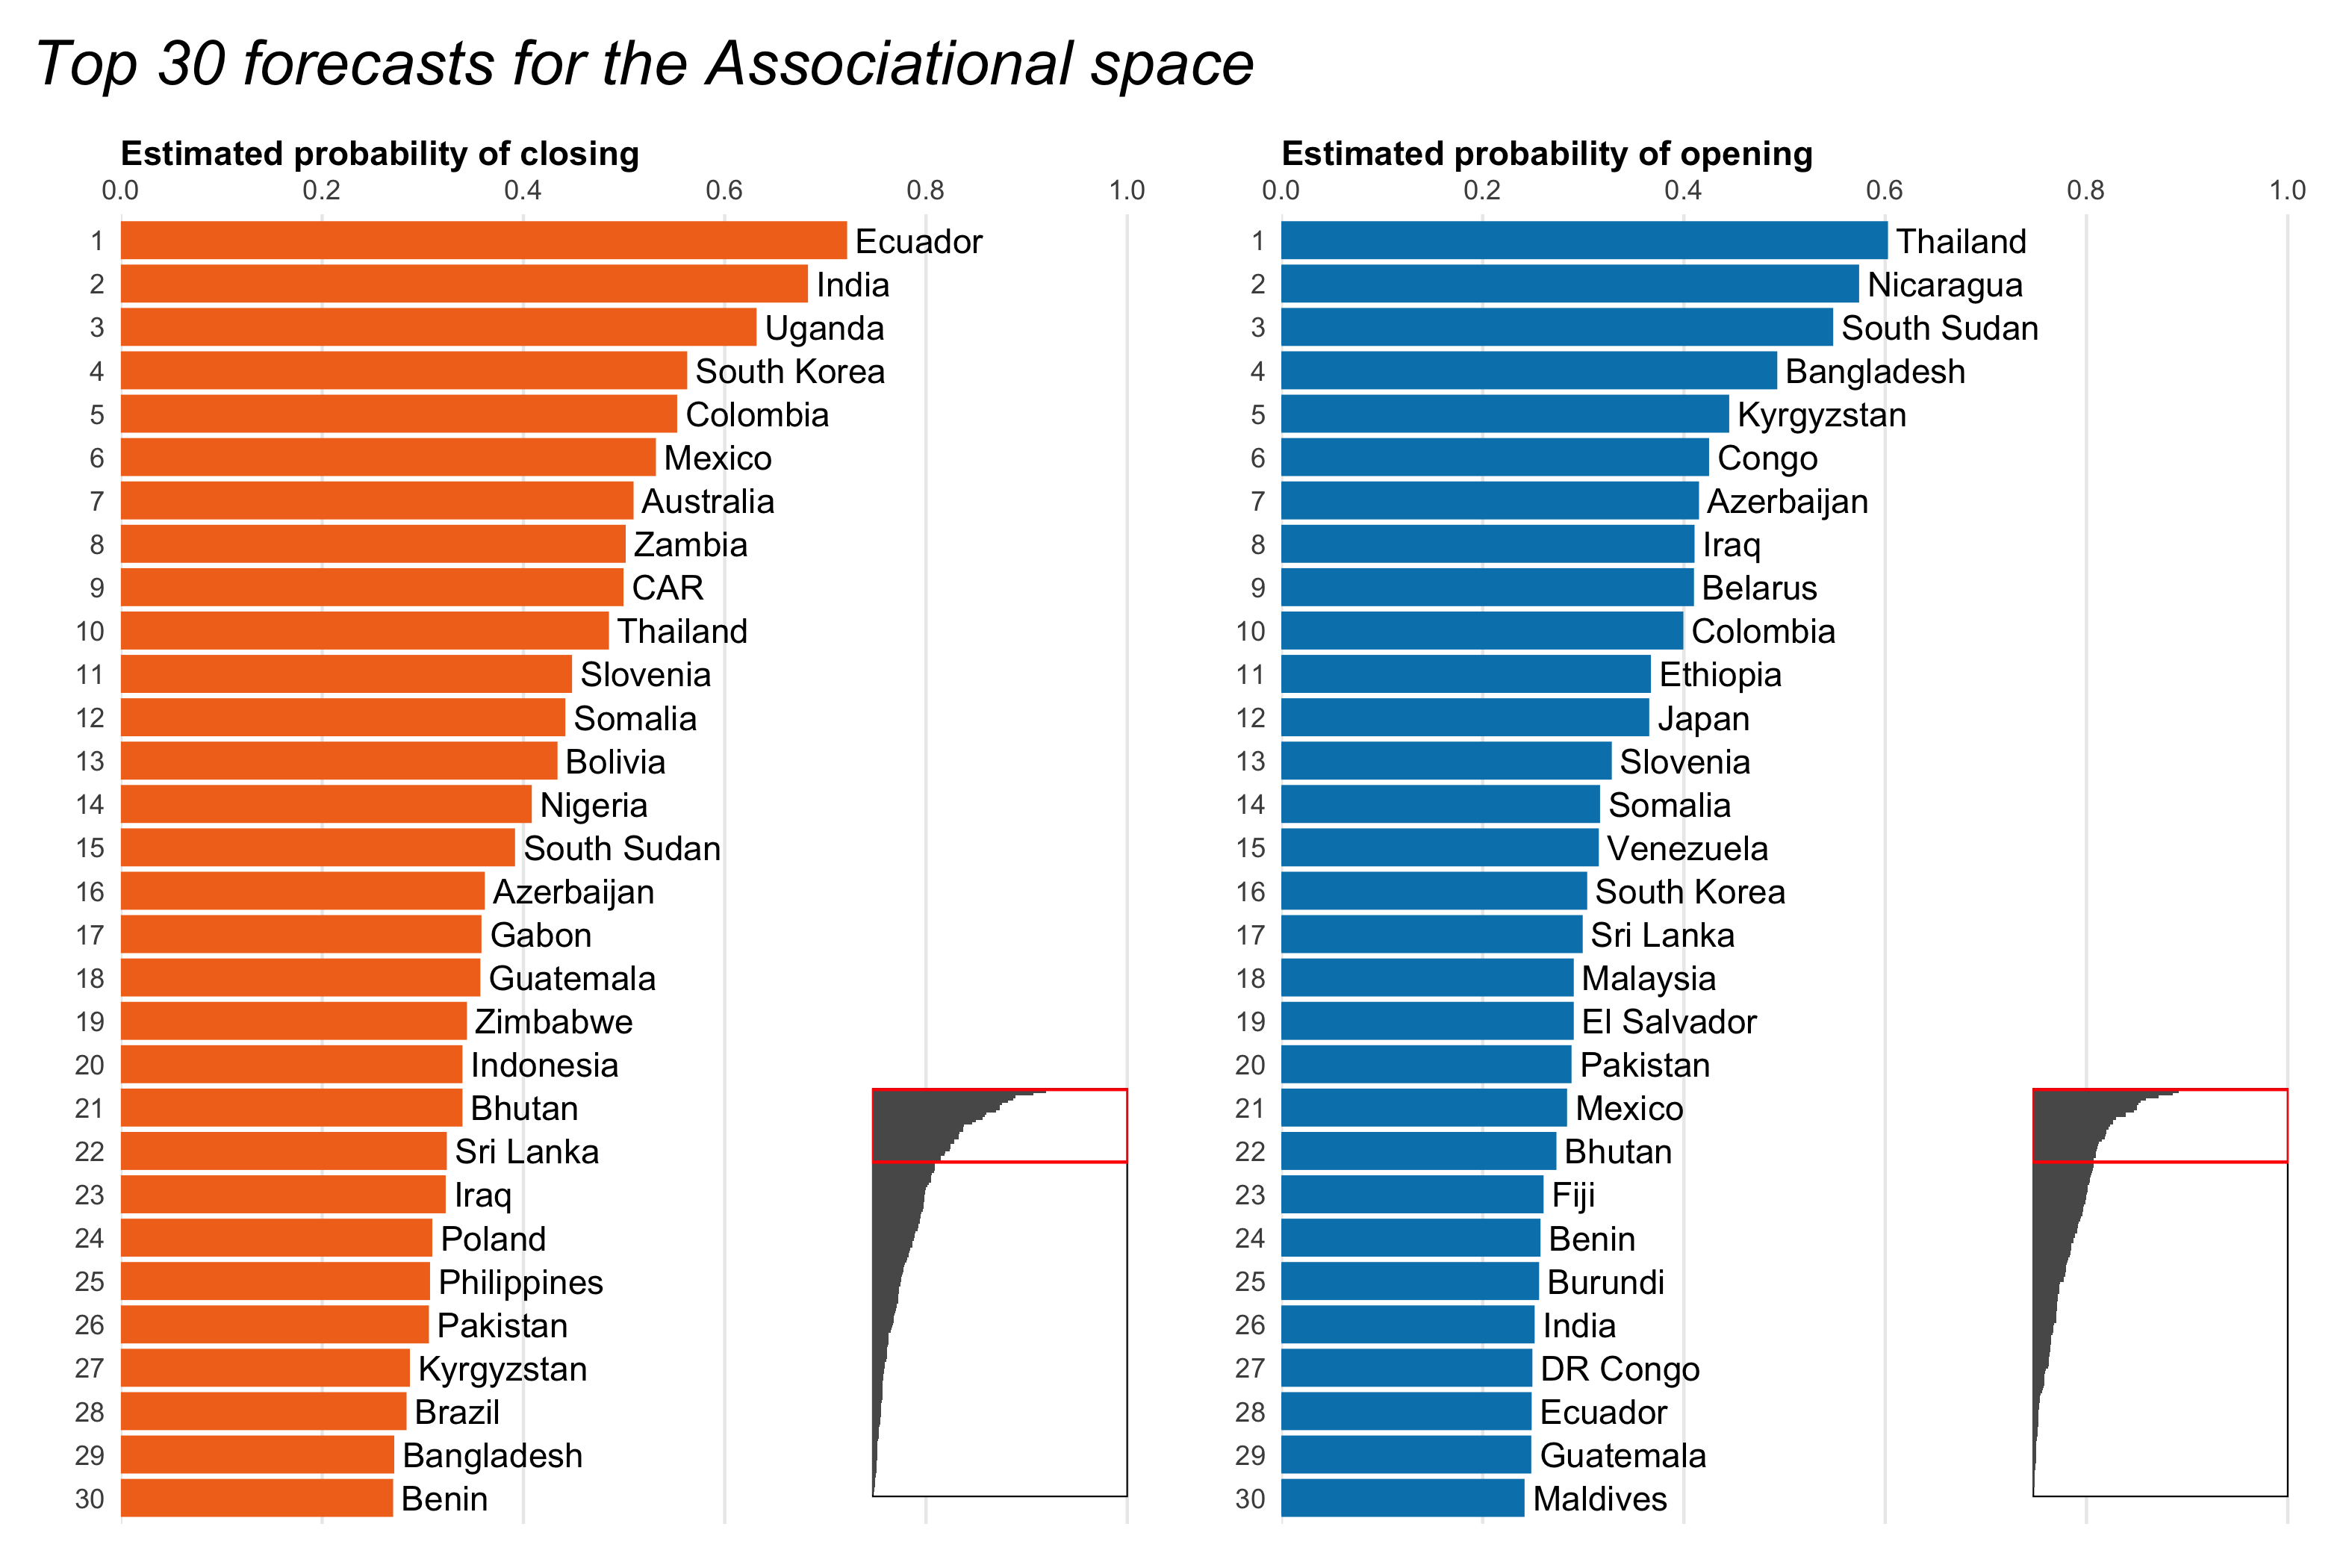 Top 30 forecasts for the Associational space
Estimated probability of closing
0.0 0.2 0.4 0.6 0.8 1.0
1 Ecuador
2 India
3 Uganda
4 South Korea
5 Colombia
6 Mexico
7 Australia
8 Zambia
9 CAR
10 Thailand
11 Slovenia
12 Somalia
13 Bolivia
14 Nigeria
15 South Sudan
16 Azerbaijan
17 Gabon
18 Guatemala
19 Zimbabwe
20 Indonesia
21 Bhutan
22 Sri Lanka
23 Iraq
24 Poland
25 Philippines
26 Pakistan
27 Kyrgyzstan
28 Brazil
29 Bangladesh
30 Benin
Estimated probability of opening
0.0 0.2 0.4 0.6 0.8 1.0
1 Thailand
2 Nicaragua
3 South Sudan
4 Bangladesh
5 Kyrgyzstan
6 Congo
7 Azerbaijan
8 Iraq
9 Belarus
10 Colombia
11 Ethiopia
12 Japan
13 Slovenia
14 Somalia
15 Venezuela
16 South Korea
17 Sri Lanka
18 Malaysia
19 El Salvador
20 Pakistan
21 Mexico
22 Bhutan
23 Fiji
24 Benin
25 Burundi
26 India
27 DR Congo
28 Ecuador
29 Guatemala
30 Maldives